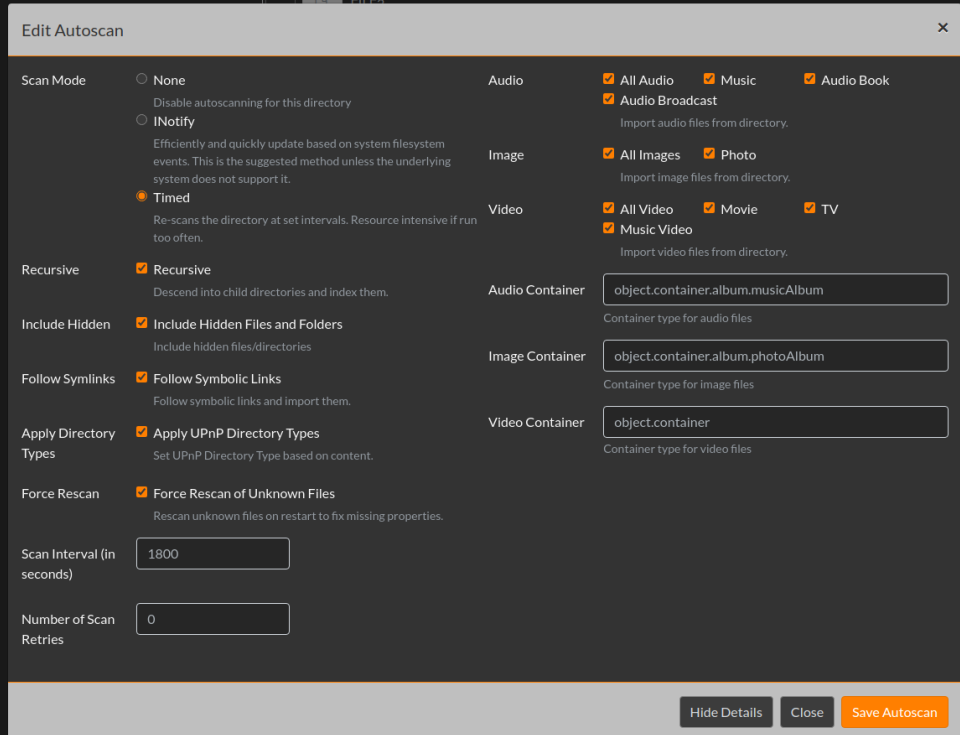 Edit Autoscan ×
Scan Mode
None
Disable autoscanning for this directory
INotify
Efficiently and quickly update based on system filesystem
events. This is the suggested method unless the underlying
system does not support it.
Timed
Re-scans the directory at set intervals. Resource intensive if run
too often.
Recursive
Recursive
Descend into child directories and index them.
Include Hidden
Include Hidden Files and Folders
Include hidden files/directories
Follow Symlinks
Follow Symbolic Links
Follow symbolic links and import them.
Apply Directory
Types
Apply UPnP Directory Types
Set UPnP Directory Type based on content.
Force Rescan
Force Rescan of Unknown Files
Rescan unknown files on restart to fix missing properties.
Scan Interval (in
seconds)
1800
Number of Scan
Retries
0
Audio
All Audio Music Audio Book
Audio Broadcast
Import audio files from directory.
Image
All Images Photo
Import image files from directory.
Video
All Video Movie TV
Music Video
Import video files from directory.
Audio Container
object.container.album.musicAlbum
Container type for audio files
Image Container
object.container.album.photoAlbum
Container type for image files
Video Container
object.container
Container type for video files
Hide Details Close Save Autoscan